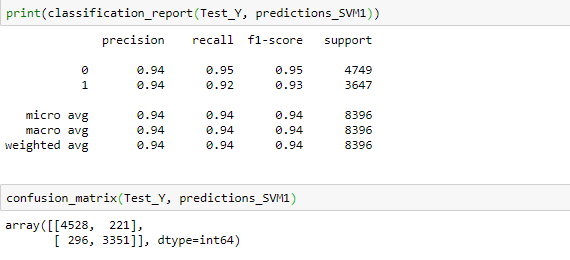 print(classification_report(Test_Y, predictions_SVM1))
precision recall f1-score support
0 0.94 0.95 0.95 4749
1 0.94 0.92 0.93 3647
micro avg 0.94 0.94 0.94 8396
macro avg 0.94 0.94 0.94 8396
weighted avg 0.94 0.94 0.94 8396
confusion_matrix(Test_Y, predictions_SVM1)
array([[4528, 221],
[ 296, 3351]], dtype=int64)